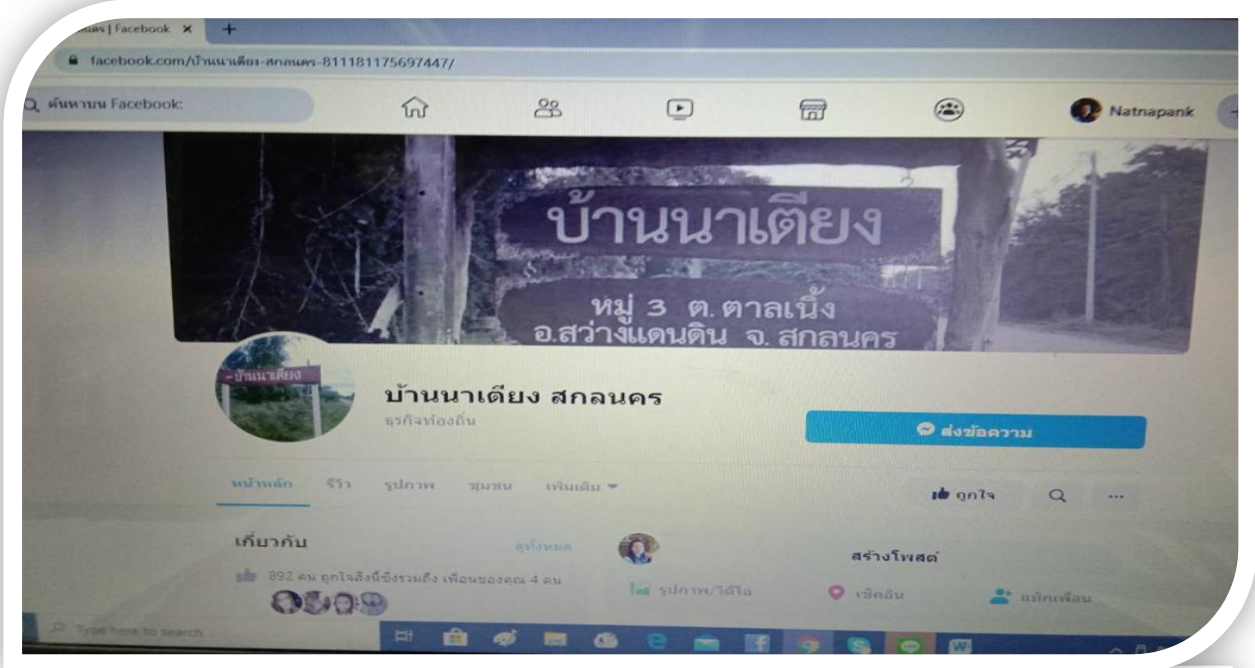 นคร | Facebook × +
facebook.com/บ้านนาเตียง-สกลนคร-811181175697447/
ค้นหาบน Facebook:
Natnapank
บ้านนาเตียง
หมู่ 3 ต. ตาลเนิ้ง
อ.สว่างแดนดิน จ. สกลนคร
-บ้านนาเตียง
บ้านนาเตียง สกลนคร
ธุรกิจท้องถิ่น
ส่งข้อความ
หน้าหลัก รีวิว รูปภาพ ชุมชน เพิ่มเติม
ถูกใจ
เกี่ยวกับ ดูทั้งหมด
สร้างโพสต์
892 คน ถูกใจสิ่งนี้ซึ่งรวมถึง เพื่อนของคุณ 4 คน
รูปภาพ/วิดีโอ เช็คอิน แท็กเพื่อน
Type here to search